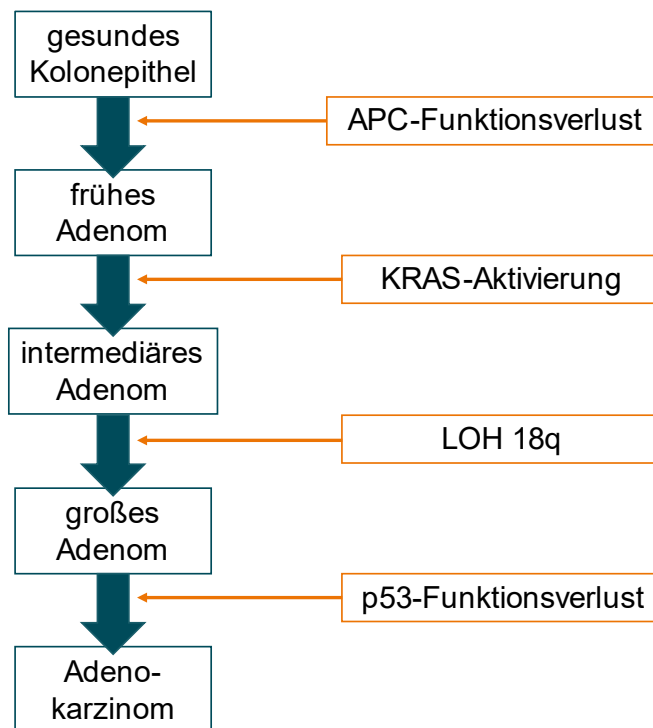 gesundes
Kolonepithel
APC-Funktionsverlust
frühes
Adenom
KRAS-Aktivierung
intermediäres
Adenom
LOH 18q
großes
Adenom
p53-Funktionsverlust
Adeno-
karzinom